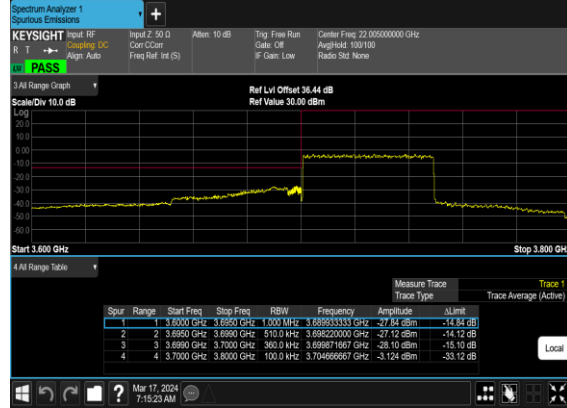 Spectrum Analyzer 1
Spurious Emissions
+
KEYSIGHT Input: RF Input Z: 50 Ω Atten: 10 dB Trig: Free Run Center Freq: 22.005000000 GHz
R T Coupling: DC Corr CCorr Gate: Off Avg|Hold: 100/100
Align: Auto Freq Ref: Int (S) IF Gain: Low Radio Std: None
LW PASS
3 All Range Graph Ref Lvl Offset 36.44 dB
Scale/Div 10.0 dB Ref Value 30.00 dBm
Log
20.0
10.0
0.00
-10.0
-20.0
-30.0
-40.0
-50.0
-60.0
Start 3.600 GHz Stop 3.800 GHz
4 All Range Table
Measure Trace Trace 1
Trace Type Trace Average (Active)
Spur Range Start Freq Stop Freq RBW Frequency Amplitude ΔLimit
1 1 3.6000 GHz 3.6950 GHz 1.000 MHz 3.689933333 GHz -27.84 dBm -14.84 dB
2 2 3.6950 GHz 3.6990 GHz 510.0 kHz 3.698220000 GHz -27.12 dBm -14.12 dB
3 3 3.6990 GHz 3.7000 GHz 360.0 kHz 3.699871667 GHz -28.10 dBm -15.10 dB
4 4 3.7000 GHz 3.8000 GHz 100.0 kHz 3.704666667 GHz -3.124 dBm -33.12 dB
Local
? Mar 17, 2024
7:15:23 AM